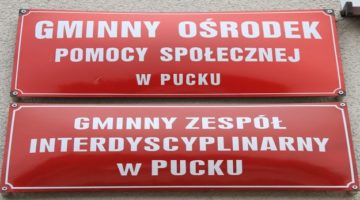 GMINNY OŚRODEK
POMOCY SPOŁECZNEJ
W PUCKU
GMINNY ZESPÓŁ
INTERDYSCYPLINARNY
W PUCKU